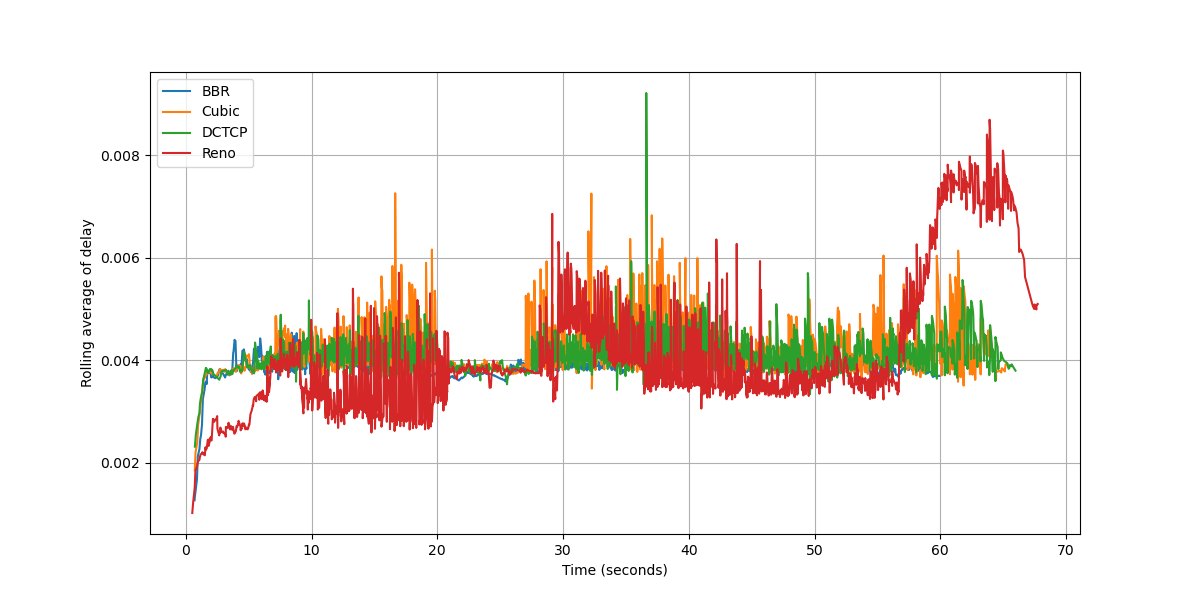 BBR
Cubic
DCTCP
Reno
0.008
0.006
0.004
0.002
Rolling average of delay
0 10 20 30 40 50 60 70
Time (seconds)